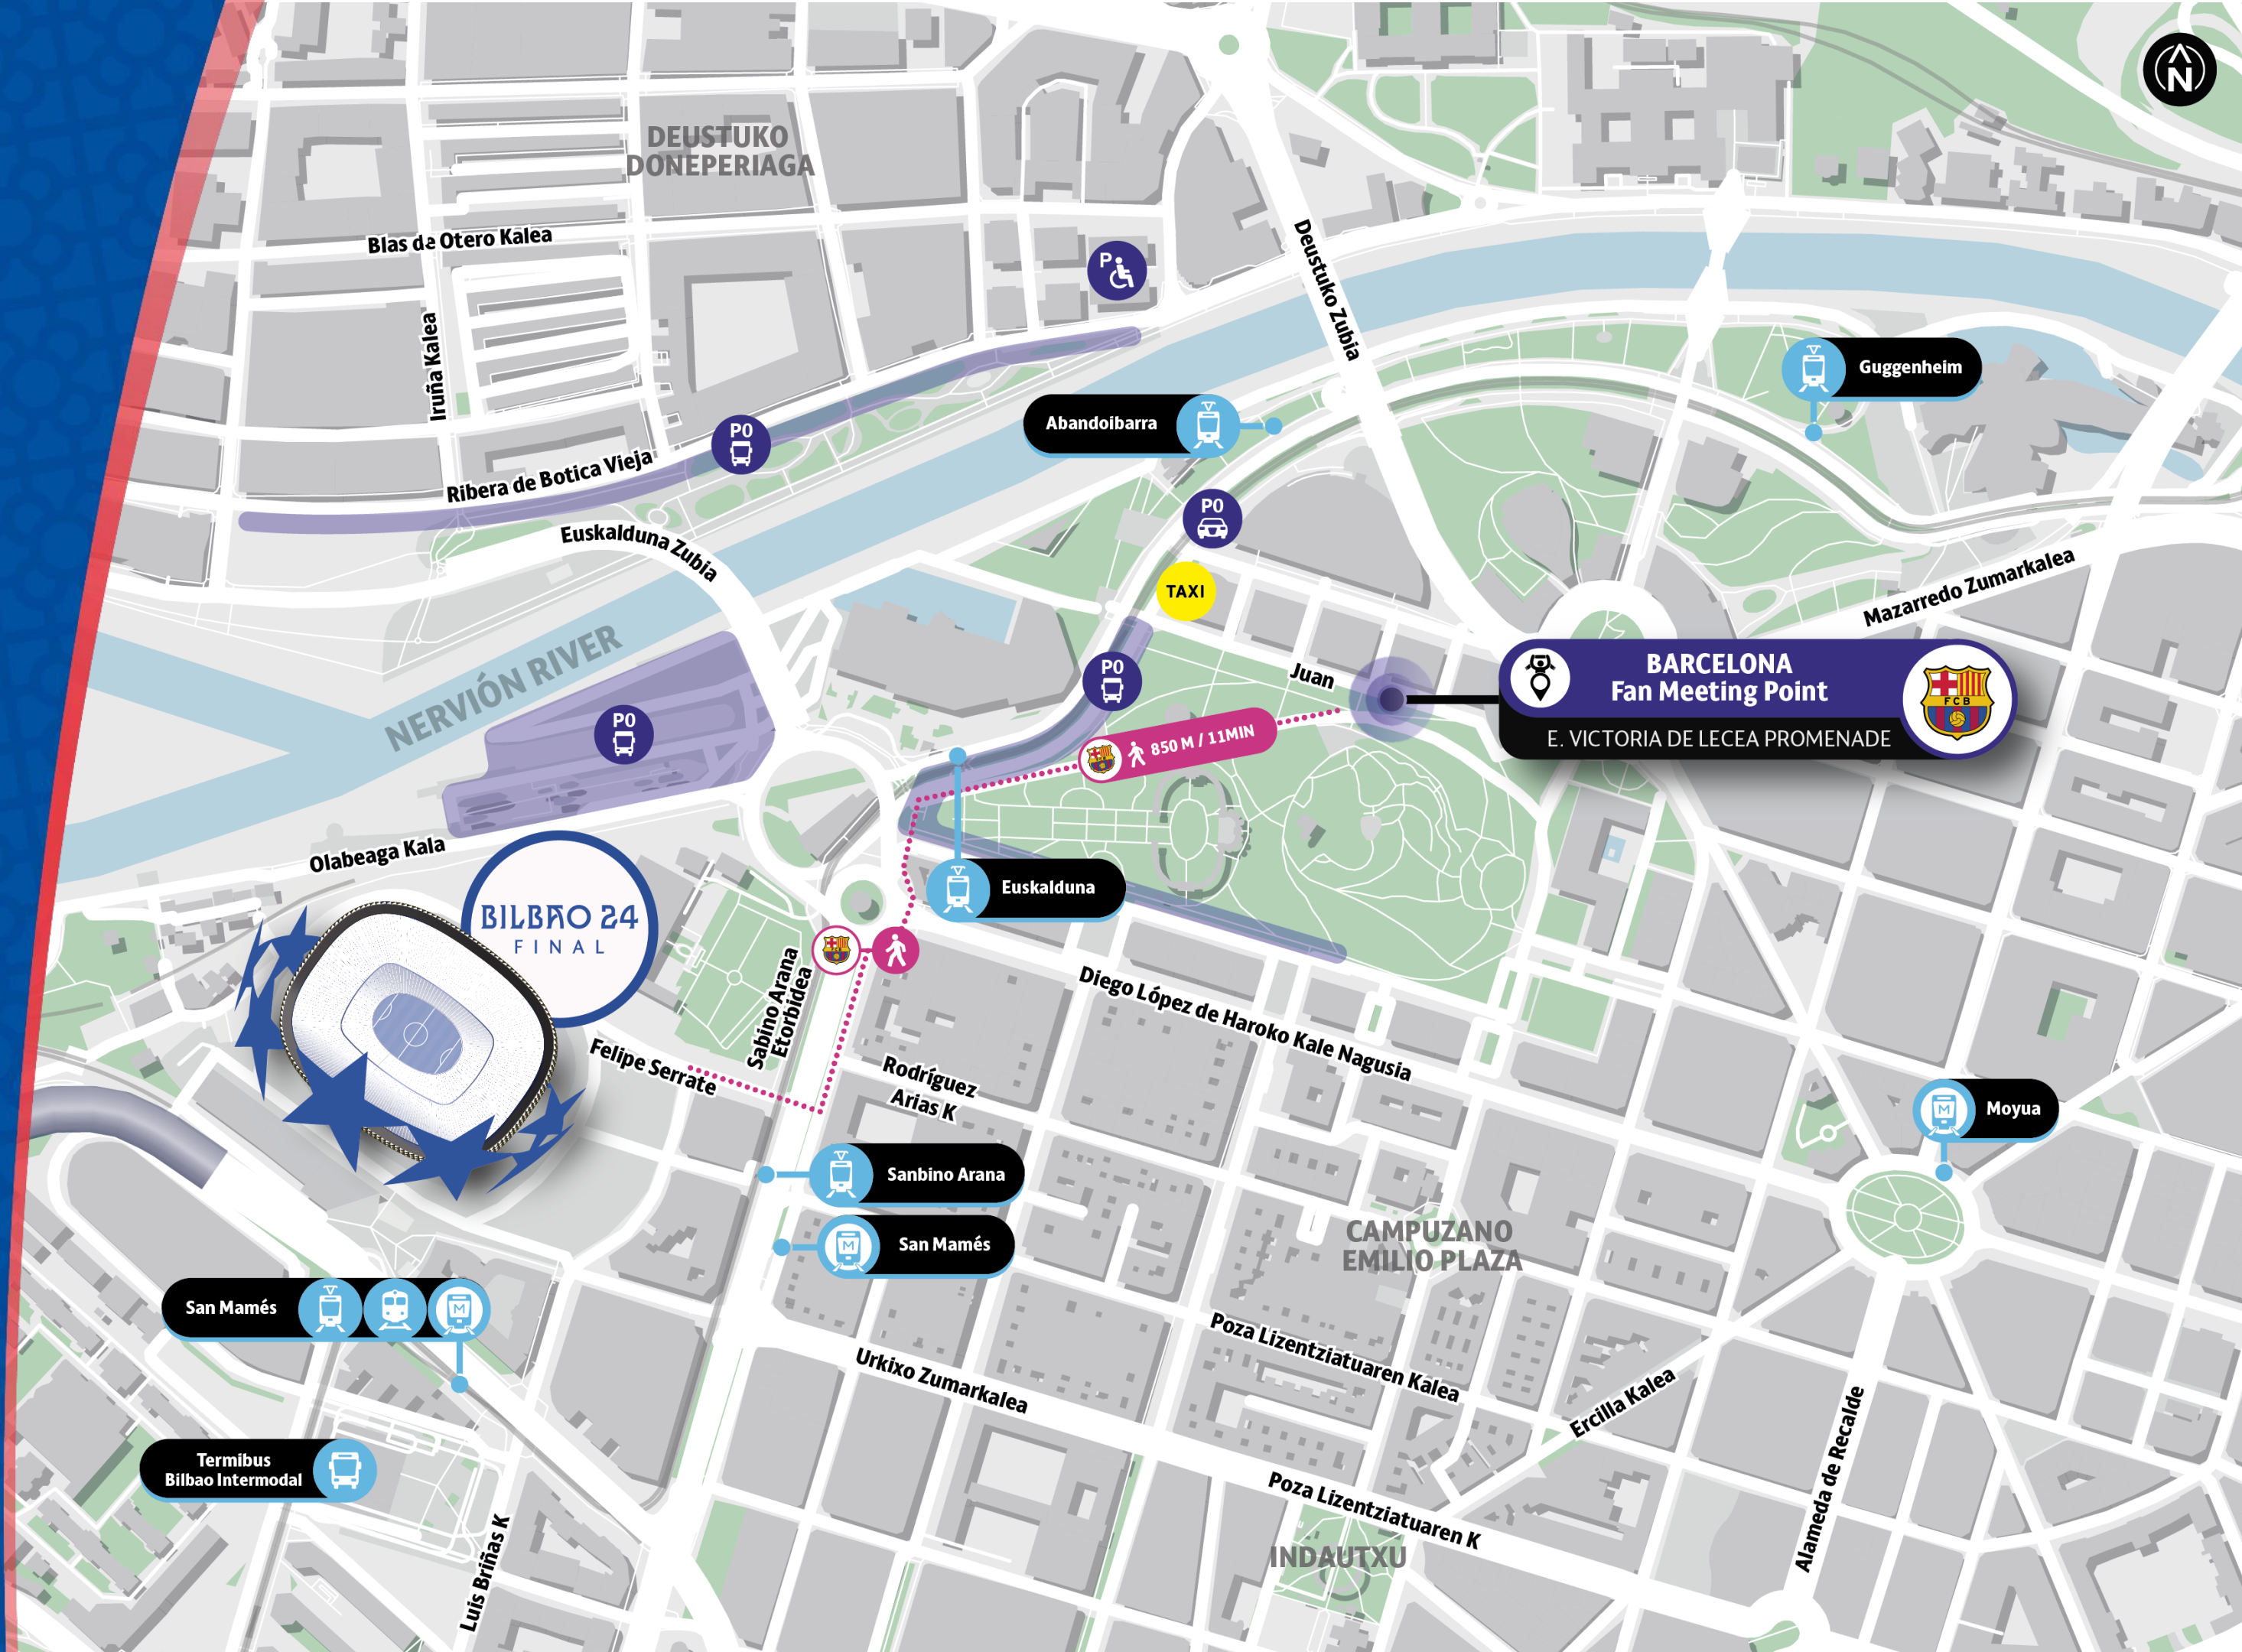 N
DEUSTUKO
DONEPERIAGA
Blas de Otero Kalea
Iruña Kalea
P
Deustuko Zubia
Guggenheim
Abandoibarra
P0
Ribera de Botica Vieja
Euskalduna Zubia
P0
TAXI
Mazarredo Zumarkalea
NERVIÓN RIVER
P0
P0
Juan
BARCELONA
Fan Meeting Point
FCB
E. VICTORIA DE LECEA PROMENADE
850 M / 11MIN
Olabeaga Kala
BILBAO 24
FINAL
Euskalduna
Sabino Arana
Etorbidea
Diego López de Haroko Kale Nagusia
Felipe Serrate
Rodríguez
Arias K
Moyua
M
Sanbino Arana
San Mamés
M
CAMPUZANO
EMILIO PLAZA
San Mamés
M
Poza Lizentziatuaren Kalea
Urkixo Zumarkalea
Ercilla Kalea
Alameda de Recalde
Termibus
Bilbao Intermodal
Poza Lizentziatuaren K
INDAUTXU
Luis Briñas K